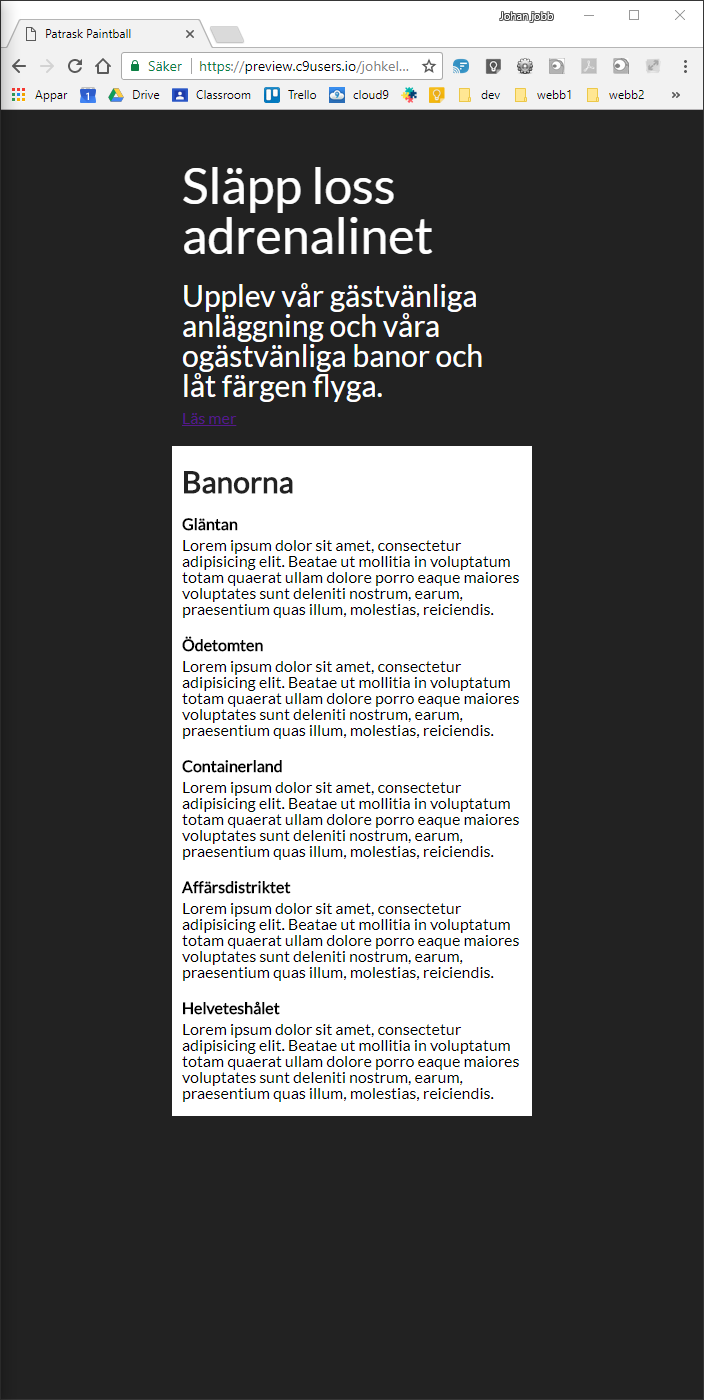 Johan jobb
Patrask Paintball
Säker https://preview.c9users.io/johkel...
Appar 1 Drive Classroom Trello cloud9 dev webb1 webb2 »
Släpp loss
adrenalinet
Upplev vår gästvänliga
anläggning och våra
ogästvänliga banor och
låt färgen flyga.
Läs mer
Banorna
Gläntan
Lorem ipsum dolor sit amet, consectetur
adipisicing elit. Beatae ut mollitia in voluptatum
totam quaerat ullam dolore porro eaque maiores
voluptates sunt deleniti nostrum, earum,
praesentium quas illum, molestias, reiciendis.
Ödetomten
Lorem ipsum dolor sit amet, consectetur
adipisicing elit. Beatae ut mollitia in voluptatum
totam quaerat ullam dolore porro eaque maiores
voluptates sunt deleniti nostrum, earum,
praesentium quas illum, molestias, reiciendis.
Containerland
Lorem ipsum dolor sit amet, consectetur
adipisicing elit. Beatae ut mollitia in voluptatum
totam quaerat ullam dolore porro eaque maiores
voluptates sunt deleniti nostrum, earum,
praesentium quas illum, molestias, reiciendis.
Affärsdistriktet
Lorem ipsum dolor sit amet, consectetur
adipisicing elit. Beatae ut mollitia in voluptatum
totam quaerat ullam dolore porro eaque maiores
voluptates sunt deleniti nostrum, earum,
praesentium quas illum, molestias, reiciendis.
Helveteshålet
Lorem ipsum dolor sit amet, consectetur
adipisicing elit. Beatae ut mollitia in voluptatum
totam quaerat ullam dolore porro eaque maiores
voluptates sunt deleniti nostrum, earum,
praesentium quas illum, molestias, reiciendis.